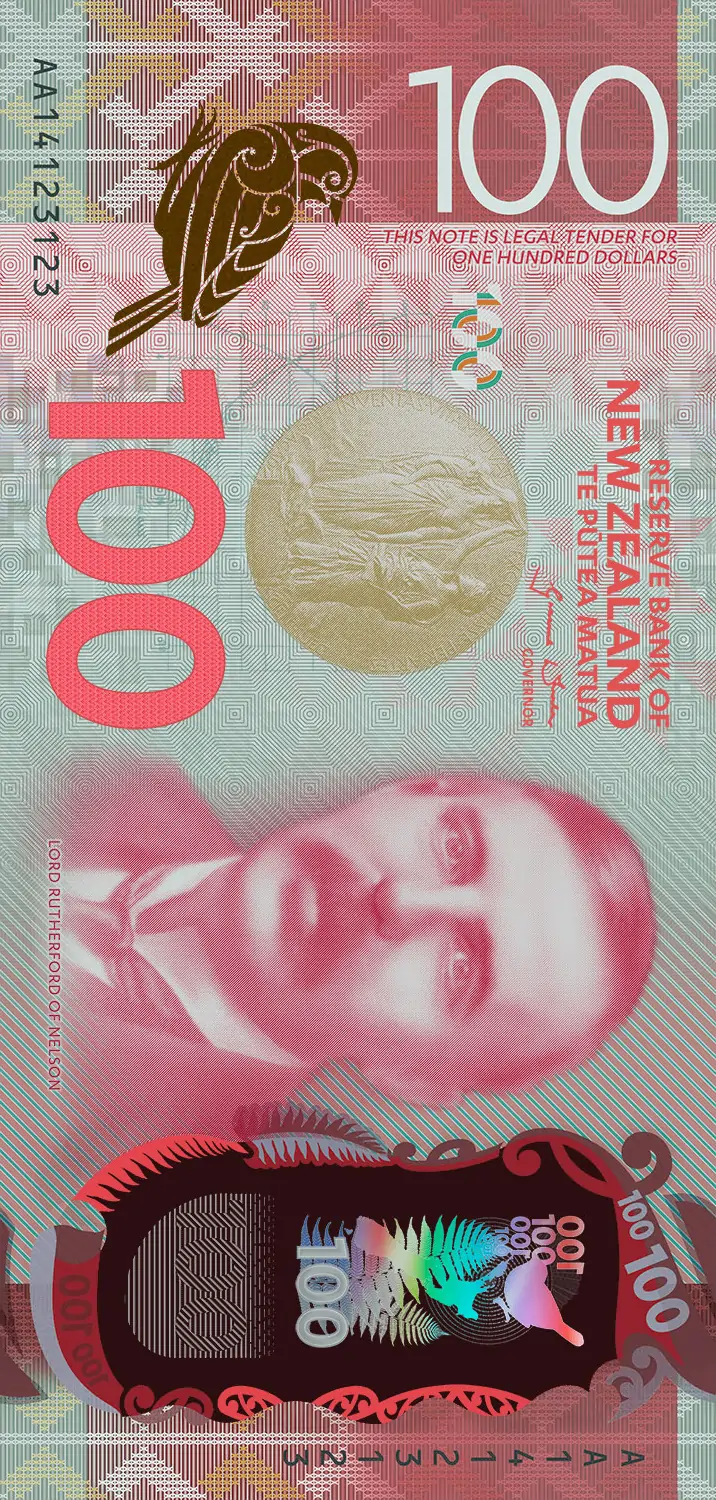 AA14123123
100
THIS NOTE IS LEGAL TENDER FOR
ONE HUNDRED DOLLARS
100
100
RESERVE BANK OF
NEW ZEALAND
TE PŪTEA MATUA
GOVERNOR
LORD RUTHERFORD OF NELSON
100
100
100
100
100
100
100
100
100
AA14123123